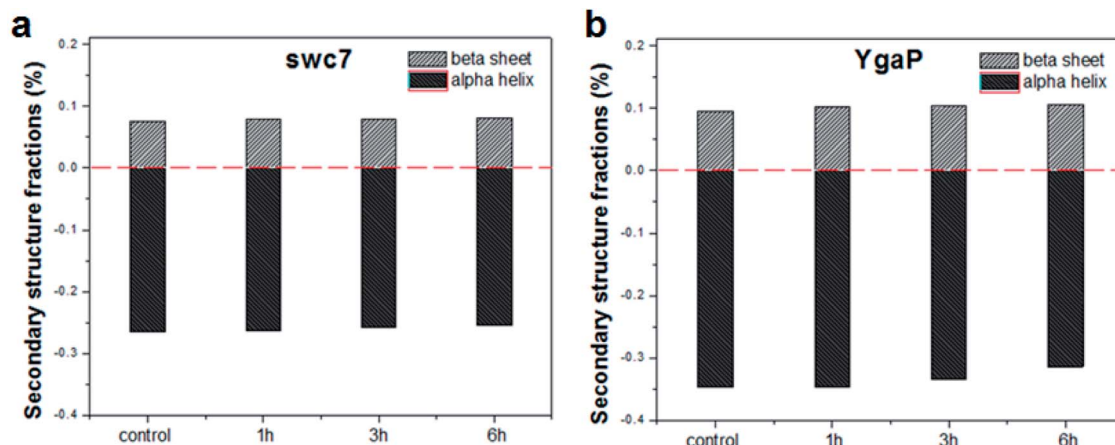 a
swc7
beta sheet
alpha helix
Secondary structure fractions (%)
0.2
0.1
0.0
-0.1
-0.2
-0.3
-0.4
control 1h 3h 6h
b
YgaP
beta sheet
alpha helix
Secondary structure fractions (%)
0.2
0.1
0.0
-0.1
-0.2
-0.3
-0.4
control 1h 3h 6h